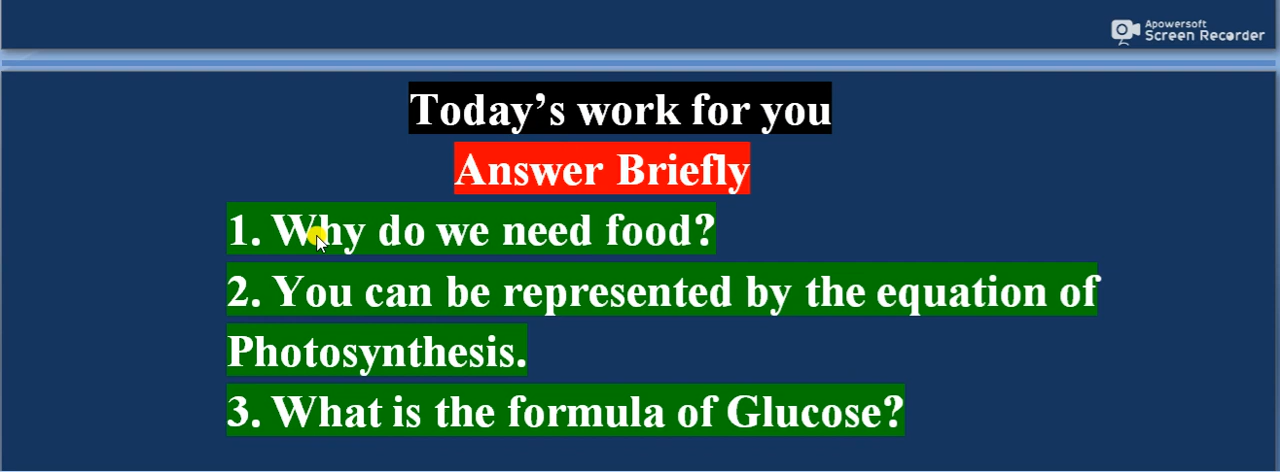 Apowersoft
Screen Recorder
Today’s work for you
Answer Briefly
1. Why do we need food?
2. You can be represented by the equation of
Photosynthesis.
3. What is the formula of Glucose?